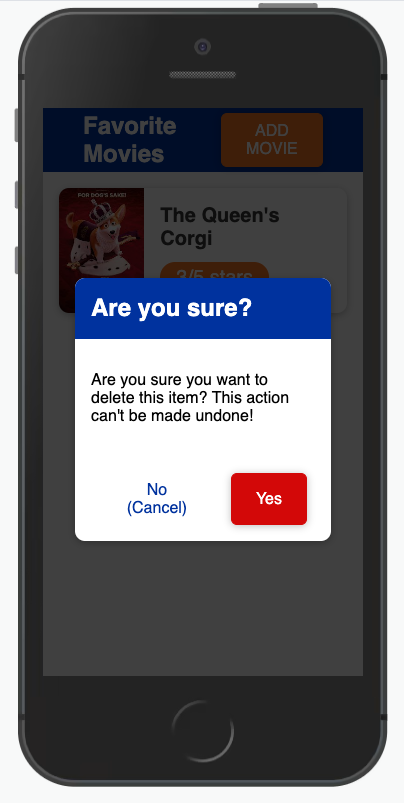 Favorite
Movies
ADD
MOVIE
FOR DOG'S SAKE!
The Queen's
Corgi
3/5 stars
Are you sure?
Are you sure you want to
delete this item? This action
can't be made undone!
No
(Cancel)
Yes